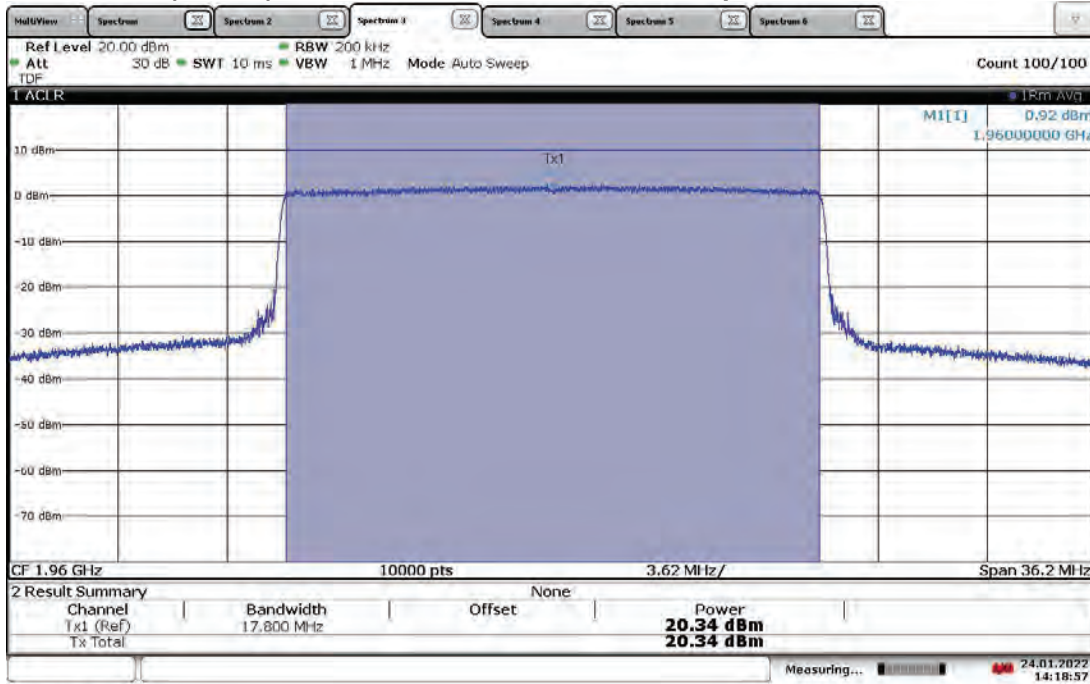 MultiView Spectrum Spectrum 2 Spectrum 3 Spectrum 4 Spectrum 5 Spectrum 6
Ref Level 20.00 dBm RBW 200 kHz
Att 30 dB SWT 10 ms VBW 1 MHz Mode Auto Sweep Count 100/100
TDF
1 ACLR 1Rm Avg
M1[1] 0.92 dBm
1.96000000 GHz
10 dBm
Tx1
0 dBm
-10 dBm
-20 dBm
-30 dBm
-40 dBm
-50 dBm
-60 dBm
-70 dBm
CF 1.96 GHz 10000 pts 3.62 MHz/ Span 36.2 MHz
2 Result Summary None
Channel Bandwidth Offset Power
Tx1 (Ref) 17.800 MHz 20.34 dBm
Tx Total 20.34 dBm
Measuring... 24.01.2022
14:18:57